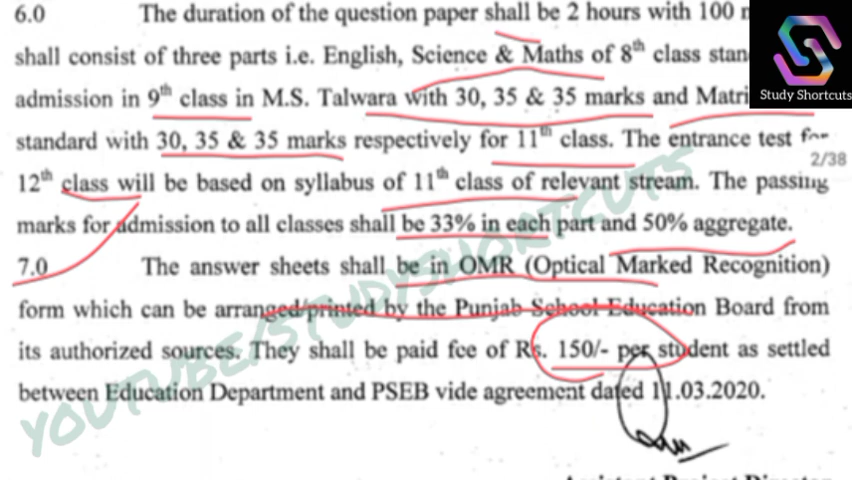 6.0 The duration of the question paper shall be 2 hours with 100
shall consist of three parts i.e. English, Science & Maths of 8th class
admission in 9th class in M.S. Talwara with 30, 35 & 35 marks and
standard with 30, 35 & 35 marks respectively for 11th class. The entrance test for
12th class will be based on syllabus of 11th class of relevant stream. The passing
marks for admission to all classes shall be 33% in each part and 50% aggregate.
7.0 The answer sheets shall be in OMR (Optical Marked Recognition)
form which can be arranged/printed by the Punjab School Education Board from
its authorized sources. They shall be paid fee of Rs. 150/- per student as settled
between Education Department and PSEB vide agreement dated 11.03.2020.
Study Shortcuts
2/38
YOUTUBE/STUDYSHORTCUTS